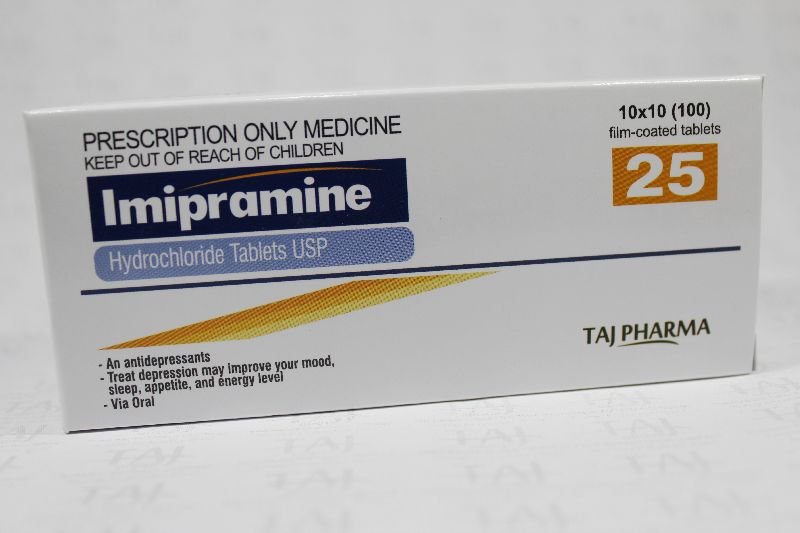 PRESCRIPTION ONLY MEDICINE
KEEP OUT OF REACH OF CHILDREN
Imipramine
Hydrochloride Tablets USP
10x10 (100)
film-coated tablets
25
- An antidepressants
- Treat depression may improve your mood,
sleep, appetite, and energy level
- Via Oral
TAJ PHARMA